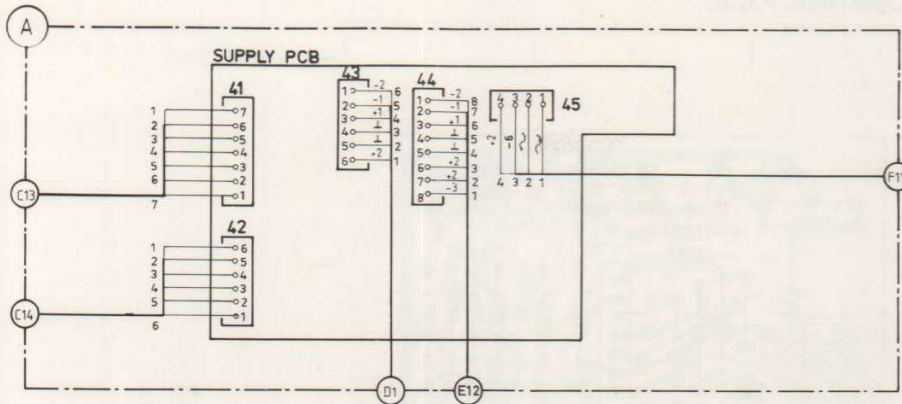 A
SUPPLY PCB
41
1 7
2 6
3 5
4 4
5 3
6 2
7 1
42
1 6
2 5
3 4
4 3
5 2
6 1
43
1 -2 6
2 -1 5
3 +1 4
4 ⊥ 3
5 ⊥ 2
6 +2 1
44
1 -2 8
2 -1 7
3 +1 6
4 ⊥ 5
5 ⊥ 4
6 +2 3
7 +2 2
8 -3 1
45
4 3 2 1
+2 -6 ~ ~
4 3 2 1
C13
C14
D1
E12
F11